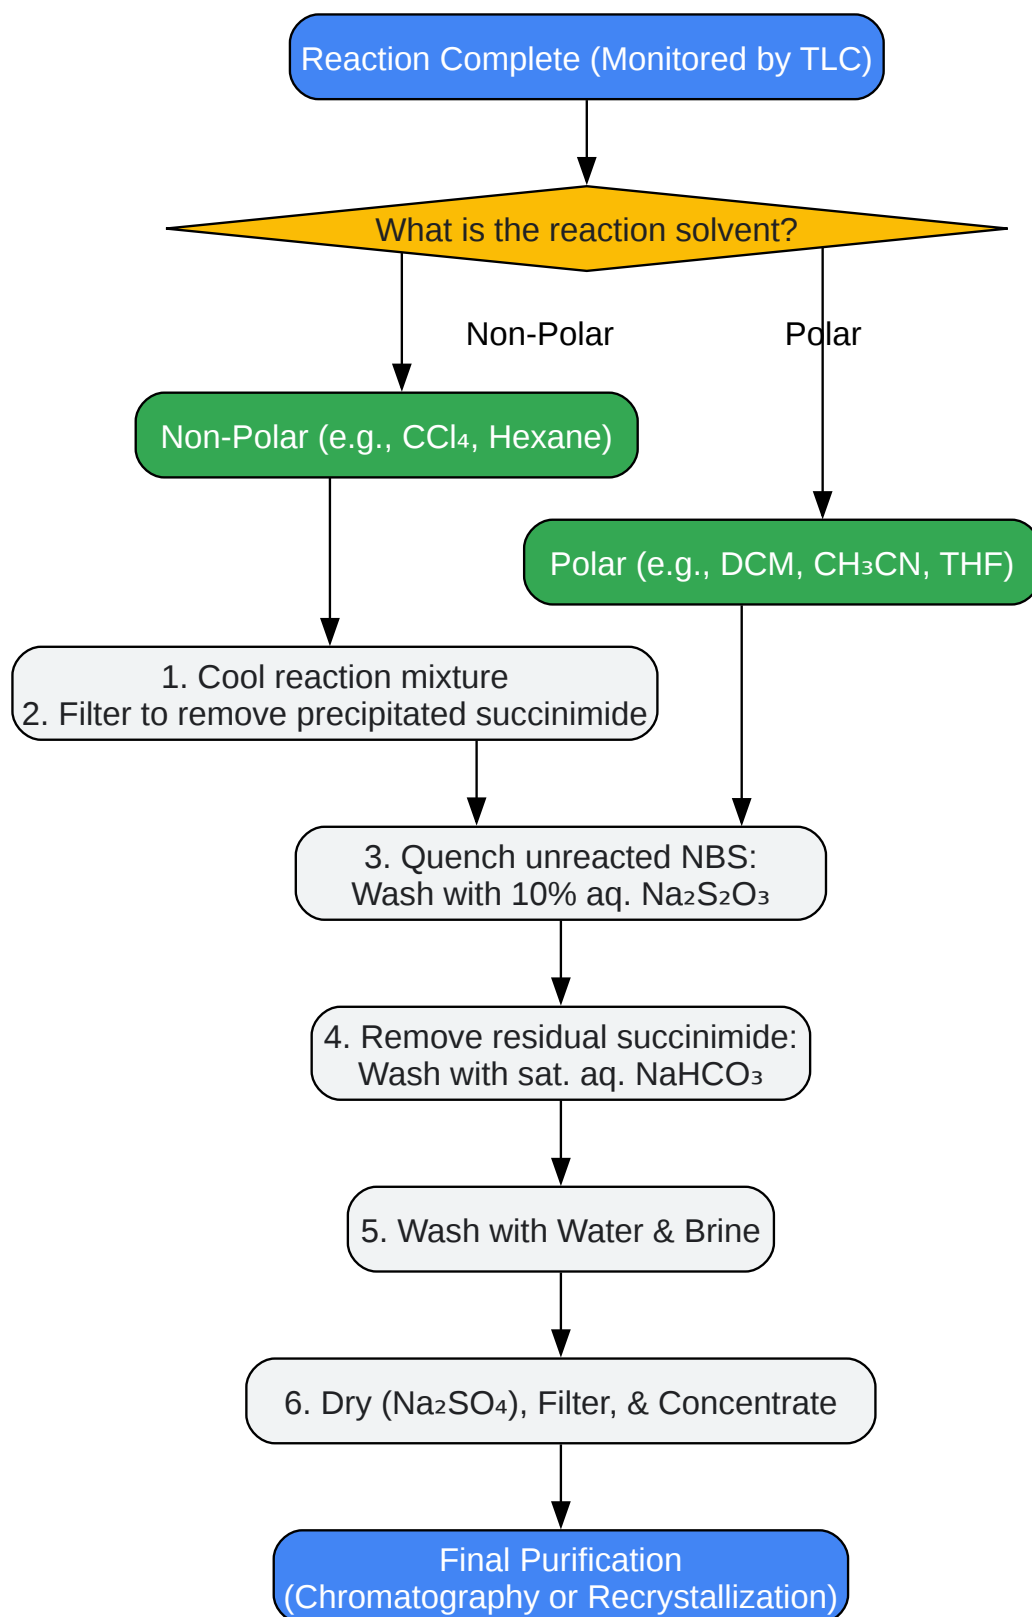 Reaction Complete (Monitored by TLC)
What is the reaction solvent?
Non-Polar
Polar
Non-Polar (e.g., CCl₄, Hexane)
Polar (e.g., DCM, CH₃CN, THF)
1. Cool reaction mixture
2. Filter to remove precipitated succinimide
3. Quench unreacted NBS:
Wash with 10% aq. Na₂S₂O₃
4. Remove residual succinimide:
Wash with sat. aq. NaHCO₃
5. Wash with Water & Brine
6. Dry (Na₂SO₄), Filter, & Concentrate
Final Purification
(Chromatography or Recrystallization)